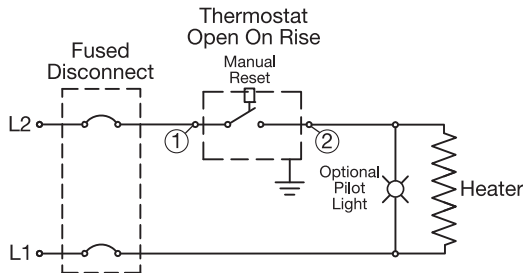 Thermostat
Open On Rise
Fused
Disconnect
Manual
Reset
L2
1
2
Optional
Pilot
Light
Heater
L1